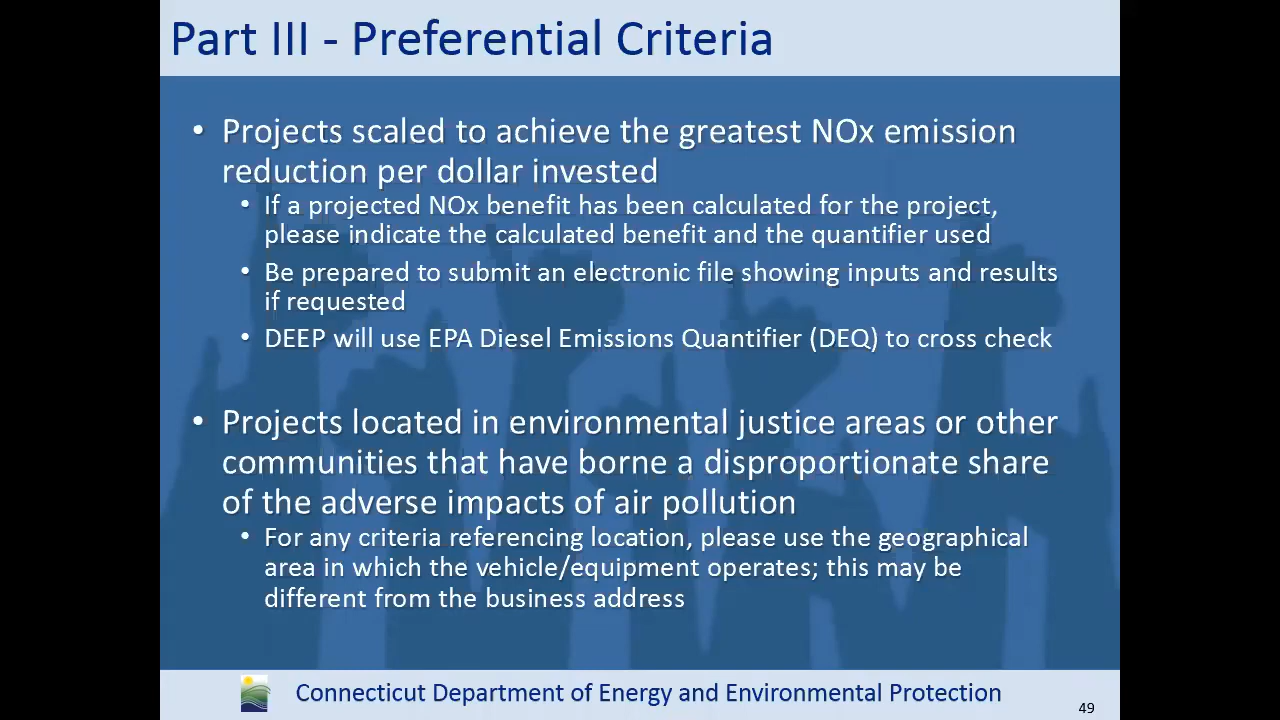 Part III - Preferential Criteria
• Projects scaled to achieve the greatest NOx emission
reduction per dollar invested
• If a projected NOx benefit has been calculated for the project,
please indicate the calculated benefit and the quantifier used
• Be prepared to submit an electronic file showing inputs and results
if requested
• DEEP will use EPA Diesel Emissions Quantifier (DEQ) to cross check
• Projects located in environmental justice areas or other
communities that have borne a disproportionate share
of the adverse impacts of air pollution
• For any criteria referencing location, please use the geographical
area in which the vehicle/equipment operates; this may be
different from the business address
Connecticut Department of Energy and Environmental Protection
49